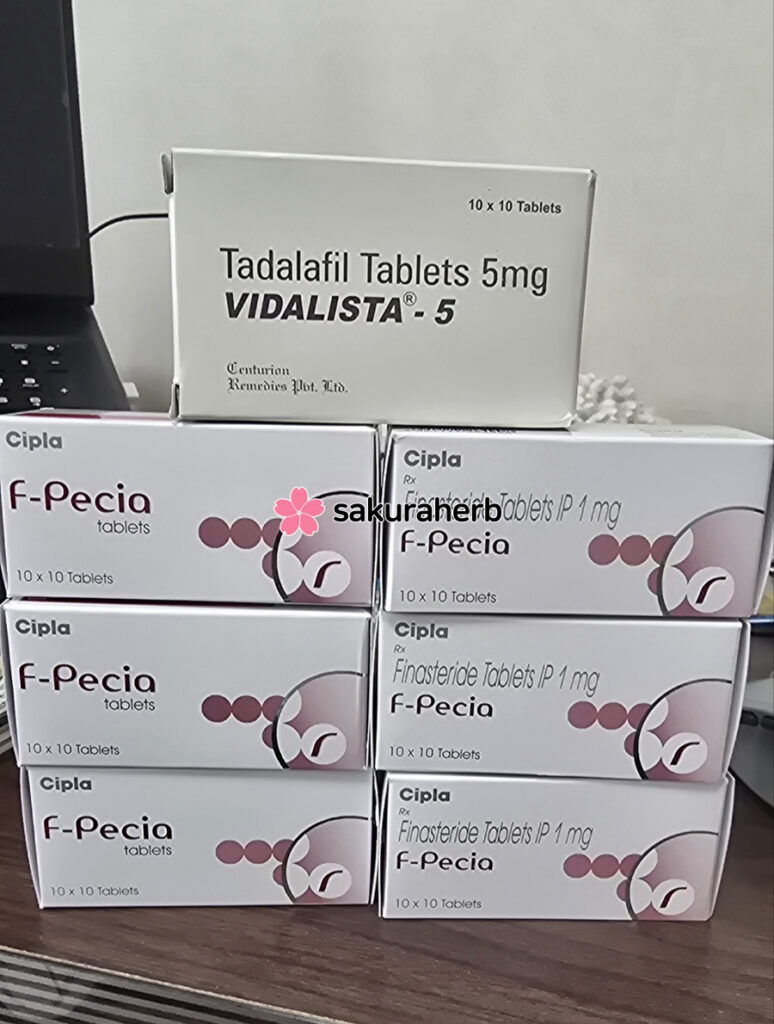 10 x 10 Tablets
Tadalafil Tablets 5mg
VIDALISTA®- 5
Centurion
Remedies Pvt. Ltd.
Cipla
F-Pecia
tablets
10 x 10 Tablets
Cipla
Rx
Finasteride Tablets IP 1 mg
F-Pecia
10 x 10 Tablets
sakuraherb
Cipla
F-Pecia
tablets
10 x 10 Tablets
Cipla
Rx
Finasteride Tablets IP 1 mg
F-Pecia
10 x 10 Tablets
Cipla
F-Pecia
tablets
10 x 10 Tablets
Cipla
Rx
Finasteride Tablets IP 1 mg
F-Pecia
10 x 10 Tablets